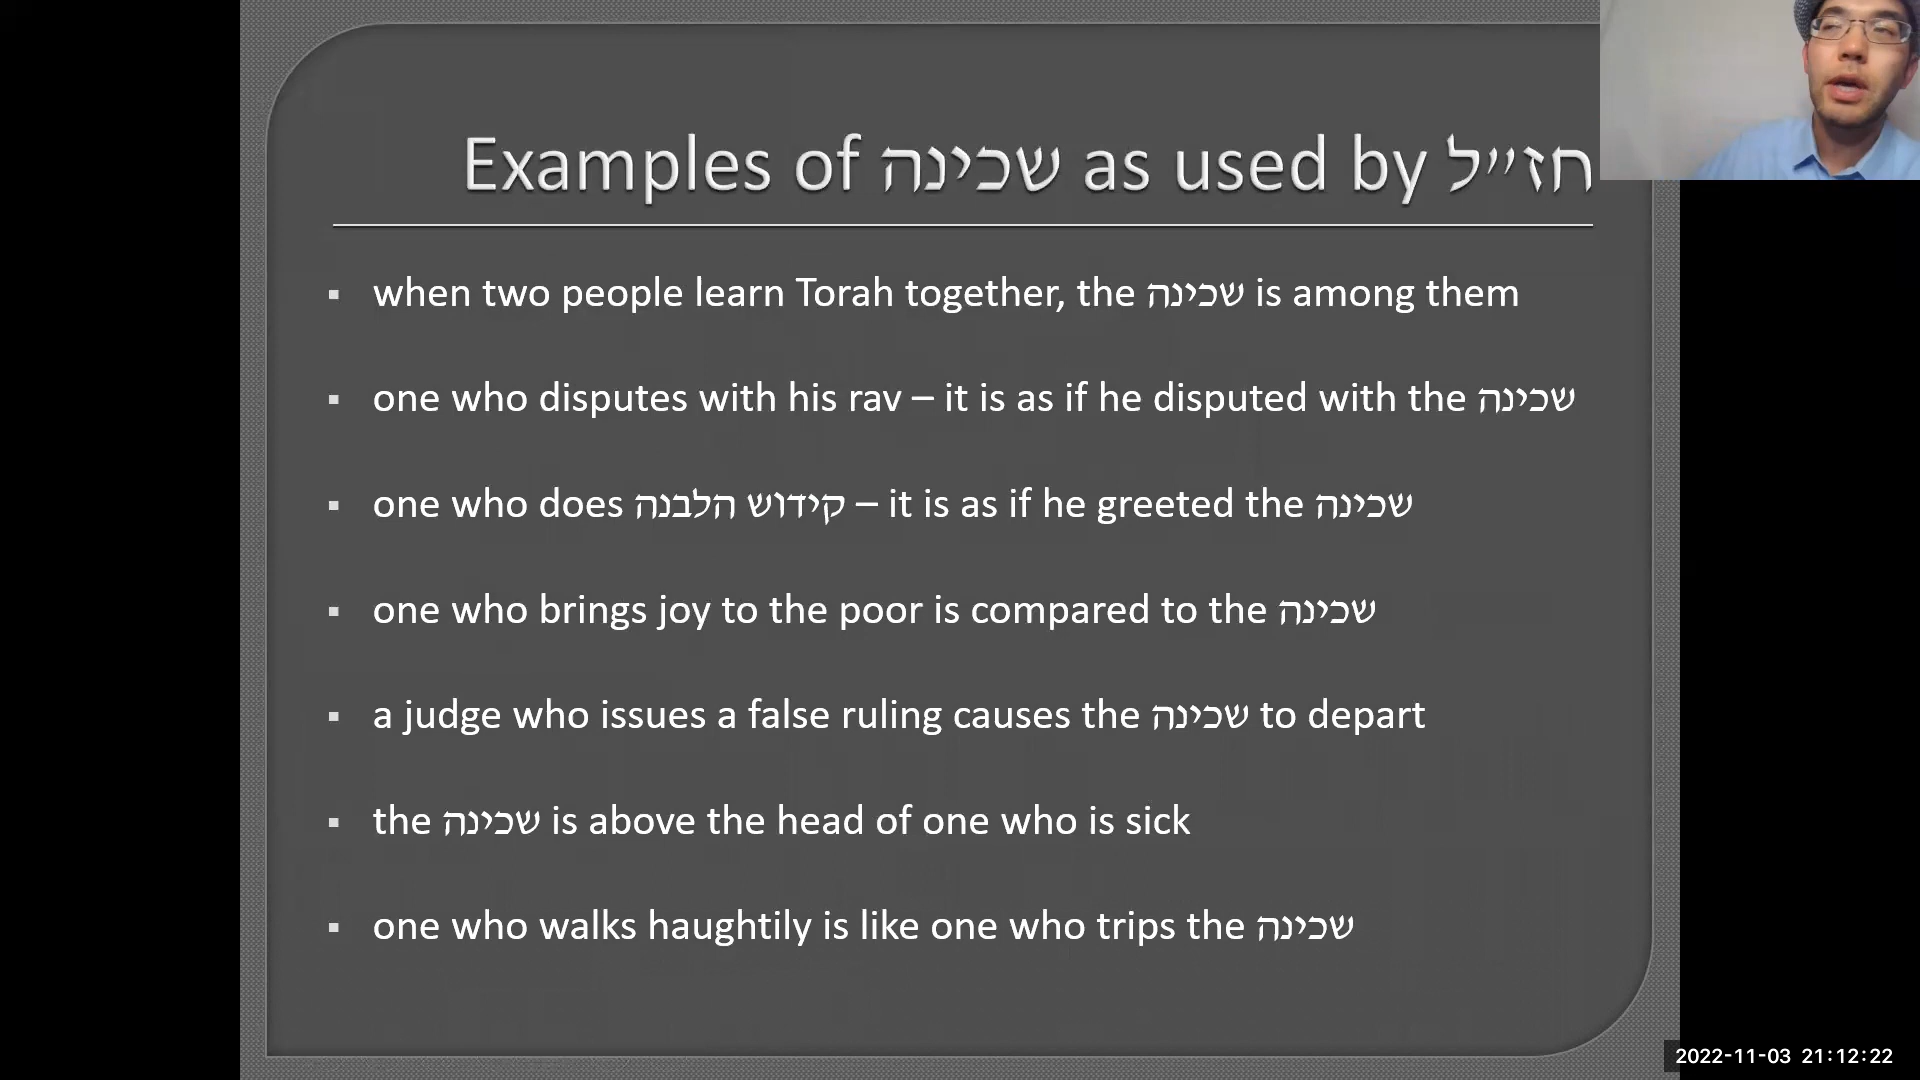 Examples of שכינה as used by חז״ל
▪ when two people learn Torah together, the שכינה is among them
▪ one who disputes with his rav – it is as if he disputed with the שכינה
▪ one who does קידוש הלבנה – it is as if he greeted the שכינה
▪ one who brings joy to the poor is compared to the שכינה
▪ a judge who issues a false ruling causes the שכינה to depart
▪ the שכינה is above the head of one who is sick
▪ one who walks haughtily is like one who trips the שכינה
2022-11-03 21:12:22